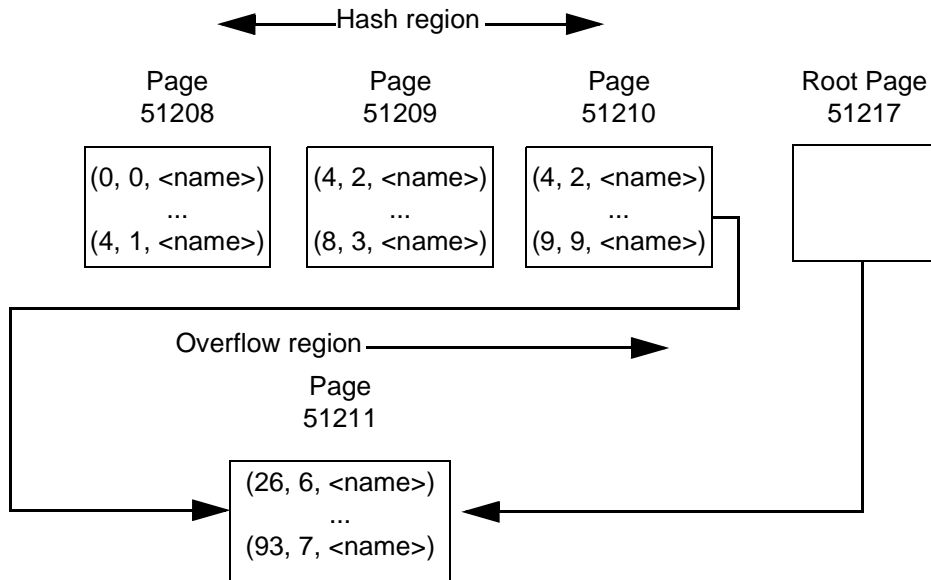 Hash region
Page
51208
Page
51209
Page
51210
Root Page
51217
(0, 0, <name>)
...
(4, 1, <name>)
(4, 2, <name>)
...
(8, 3, <name>)
(4, 2, <name>)
...
(9, 9, <name>)
Overflow region
Page
51211
(26, 6, <name>)
...
(93, 7, <name>)